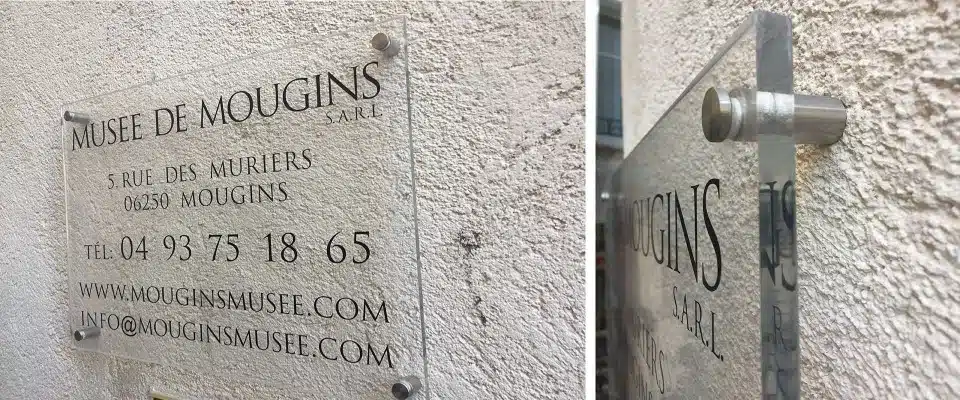 MUSEE DE MOUGINS
S.A.R.L
5, RUE DES MURIERS
06250 MOUGINS
TÉL: 04 93 75 18 65
WWW.MOUGINSMUSEE.COM
INFO@MOUGINSMUSEE.COM
MOUGINS
S.A.R.L.